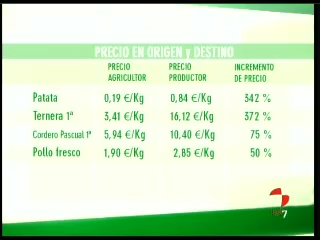 PRECIO EN ORIGEN y DESTINO
PRECIO AGRICULTOR PRECIO PRODUCTOR INCREMENTO DE PRECIO
Patata 0,19 €/Kg 0,84 €/Kg 342 %
Ternera 1ª 3,41 €/Kg 16,12 €/Kg 372 %
Cordero Pascual 1ª 5,94 €/Kg 10,40 €/Kg 75 %
Pollo fresco 1,90 €/Kg 2,85 €/Kg 50 %
7